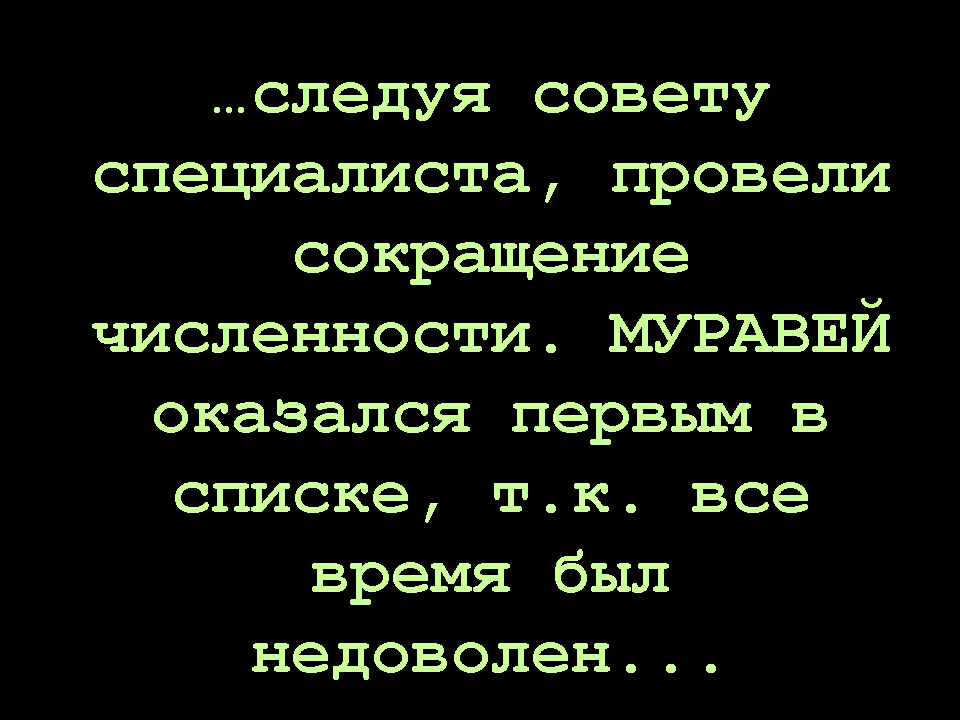 …следуя совету
специалиста, провели
сокращение
численности. МУРАВЕЙ
оказался первым в
списке, т.к. все
время был
недоволен...